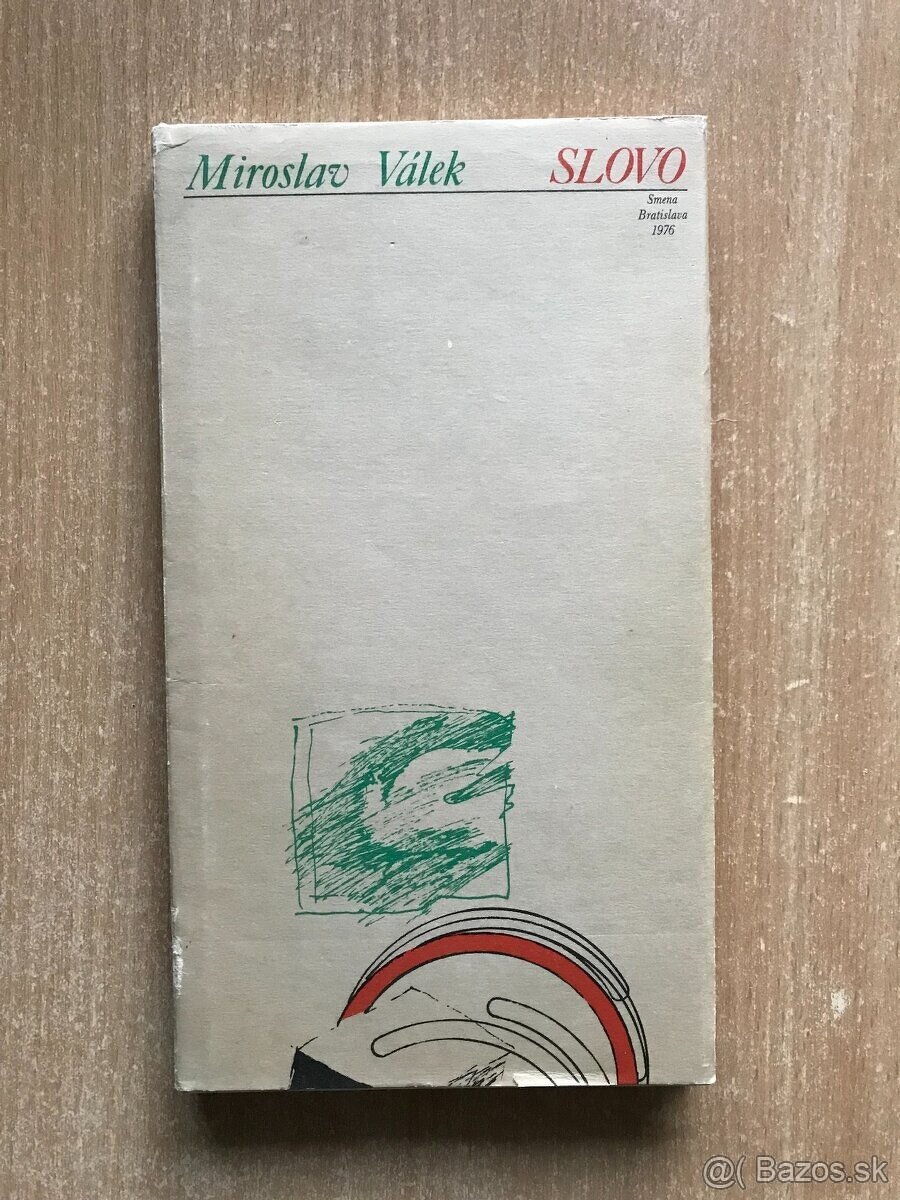 Miroslav Válek SLOVO
Smena
Bratislava
1976
@( Bazos.sk